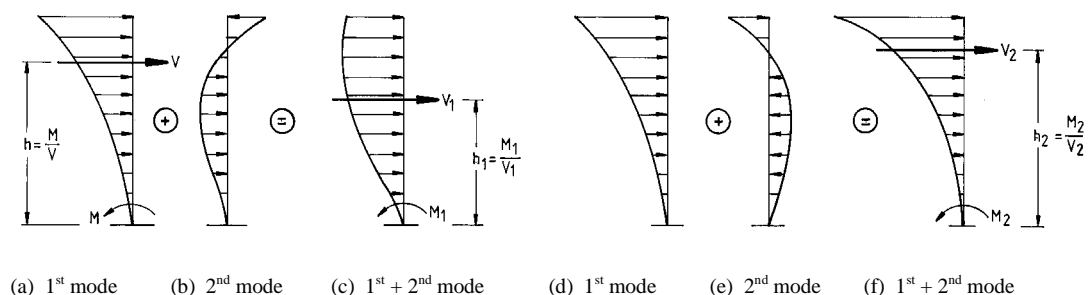 V
h = M/V
M
+
=
V₁
h₁ = M₁/V₁
M₁
+
=
V₂
h₂ = M₂/V₂
M₂
(a) 1st mode
(b) 2nd mode
(c) 1st + 2nd mode
(d) 1st mode
(e) 2nd mode
(f) 1st + 2nd mode